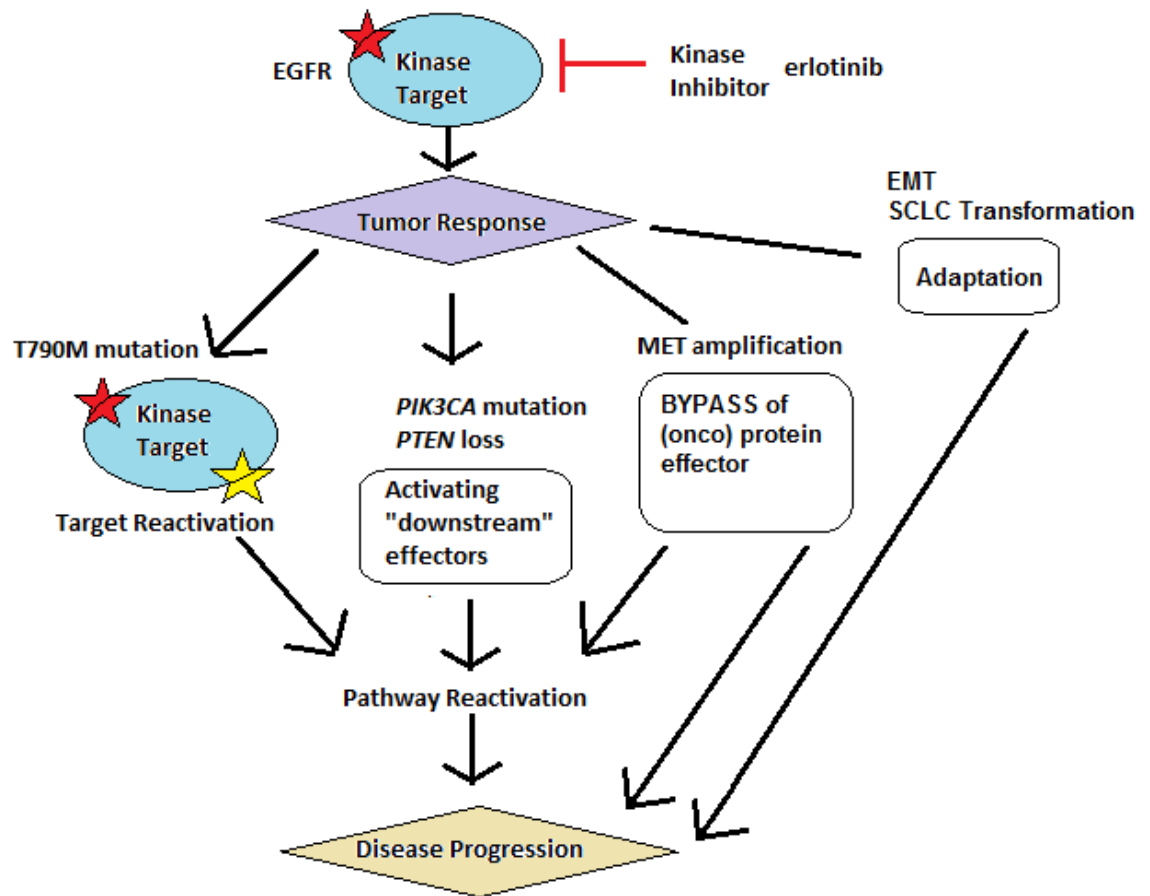 EGFR
Kinase
Target
Kinase
Inhibitor
erlotinib
Tumor Response
EMT
SCLC Transformation
Adaptation
T790M mutation
Kinase
Target
Target Reactivation
PIK3CA mutation
PTEN loss
Activating
"downstream"
effectors
MET amplification
BYPASS of
(onco) protein
effector
Pathway Reactivation
Disease Progression